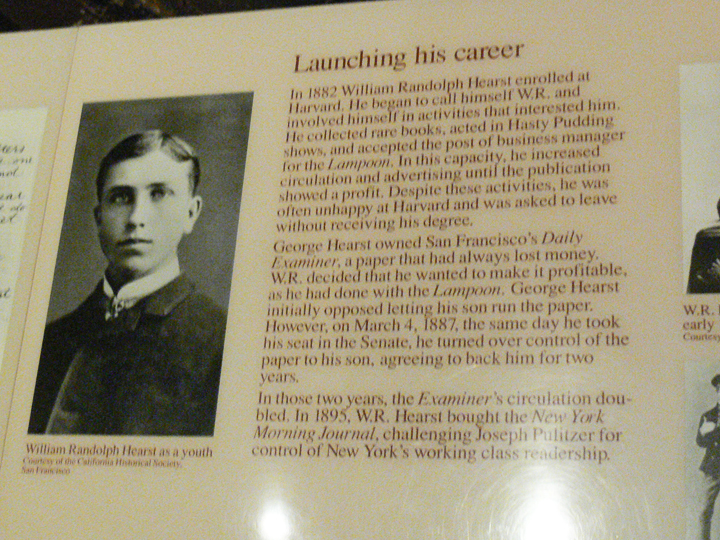 Launching his career
In 1882 William Randolph Hearst enrolled at
Harvard. He began to call himself W.R. and
involved himself in activities that interested him.
He collected rare books, acted in Hasty Pudding
shows, and accepted the post of business manager
for the Lampoon. In this capacity, he increased
circulation and advertising until the publication
showed a profit. Despite these activities, he was
often unhappy at Harvard and was asked to leave
without receiving his degree.
George Hearst owned San Francisco's Daily
Examiner, a paper that had always lost money.
W.R. decided that he wanted to make it profitable,
as he had done with the Lampoon. George Hearst
initially opposed letting his son run the paper.
However, on March 4, 1887, the same day he took
his seat in the Senate, he turned over control of the
paper to his son, agreeing to back him for two
years.
In those two years, the Examiner's circulation dou-
bled. In 1895, W.R. Hearst bought the New York
Morning Journal, challenging Joseph Pulitzer for
control of New York's working class readership.
William Randolph Hearst as a youth
Courtesy of the California Historical Society,
San Francisco
W.R.
early
Courtesy